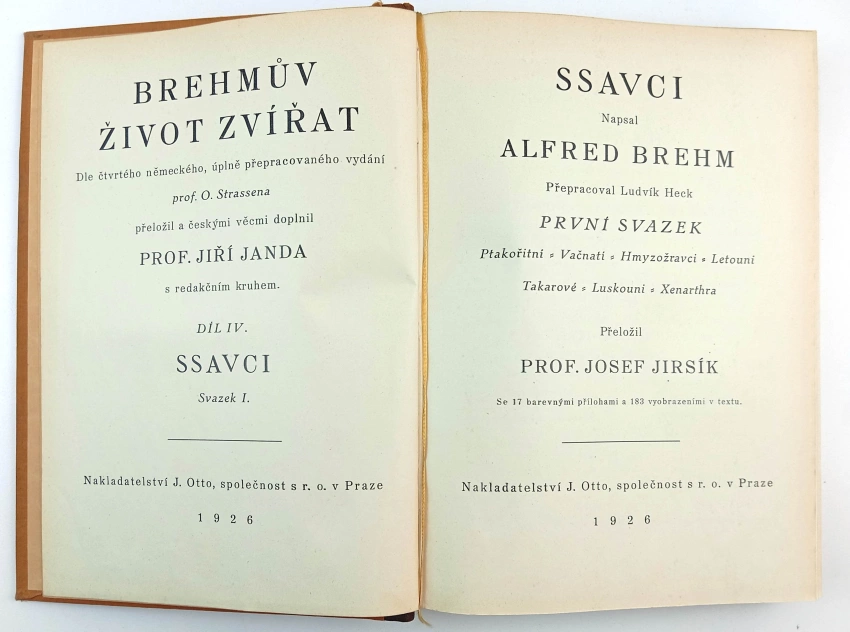 BREHMŮV
ŽIVOT ZVÍŘAT
Dle čtvrtého německého, úplně přepracovaného vydání
prof. O. Strassena
přeložil a českými věcmi doplnil
PROF. JIŘÍ JANDA
s redakčním kruhem.
DÍL IV.
SSAVCI
Svazek I.
Nakladatelství J. Otto, společnost s r. o. v Praze
1926
SSAVCI
Napsal
ALFRED BREHM
Přepracoval Ludvík Heck
PRVNÍ SVAZEK
Ptakořitní * Vačnatí * Hmyzožravci * Letouni
Takarové * Luskouni * Xenarthra
Přeložil
PROF. JOSEF JIRSÍK
Se 17 barevnými přílohami a 183 vyobrazeními v textu.
Nakladatelství J. Otto, společnost s r. o. v Praze
1926